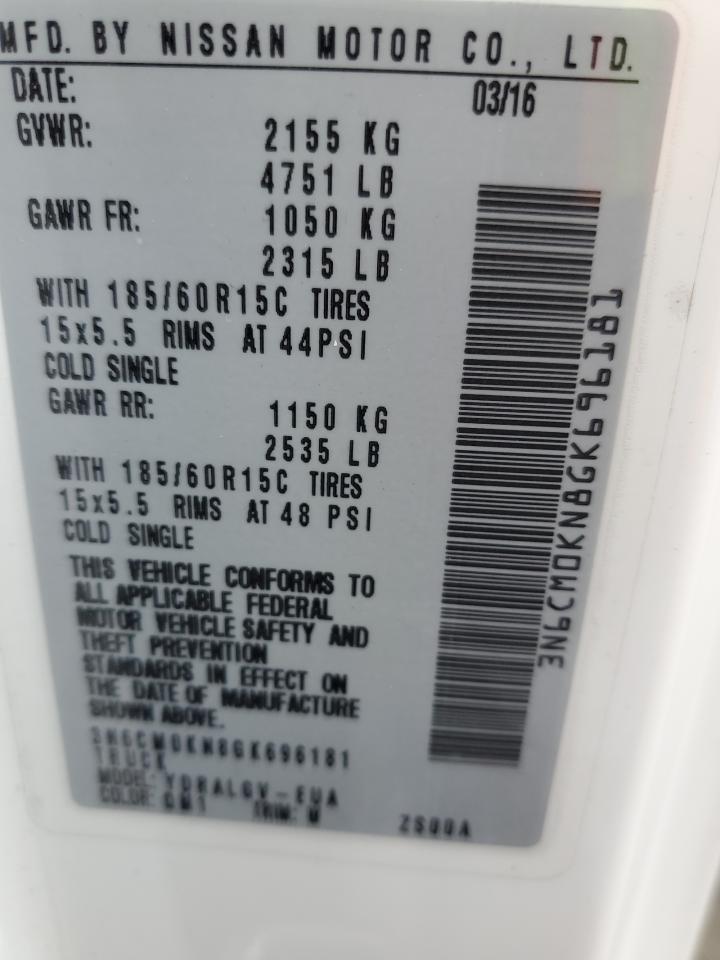 MFD. BY NISSAN MOTOR CO., LTD.
DATE: 03/16
GVWR: 2155 KG
4751 LB
GAWR FR: 1050 KG
2315 LB
WITH 185/60R15C TIRES
15x5.5 RIMS AT 44PSI
COLD SINGLE
GAWR RR: 1150 KG
2535 LB
WITH 185/60R15C TIRES
15x5.5 RIMS AT 48 PSI
COLD SINGLE
THIS VEHICLE CONFORMS TO
ALL APPLICABLE FEDERAL
MOTOR VEHICLE SAFETY AND
THEFT PREVENTION
STANDARDS IN EFFECT ON
THE DATE OF MANUFACTURE
SHOWN ABOVE.
3N6CM0KN8GK696181
TRUCK
MODEL:
COLOR: TRIM:
3N6CM0KN8GK696181